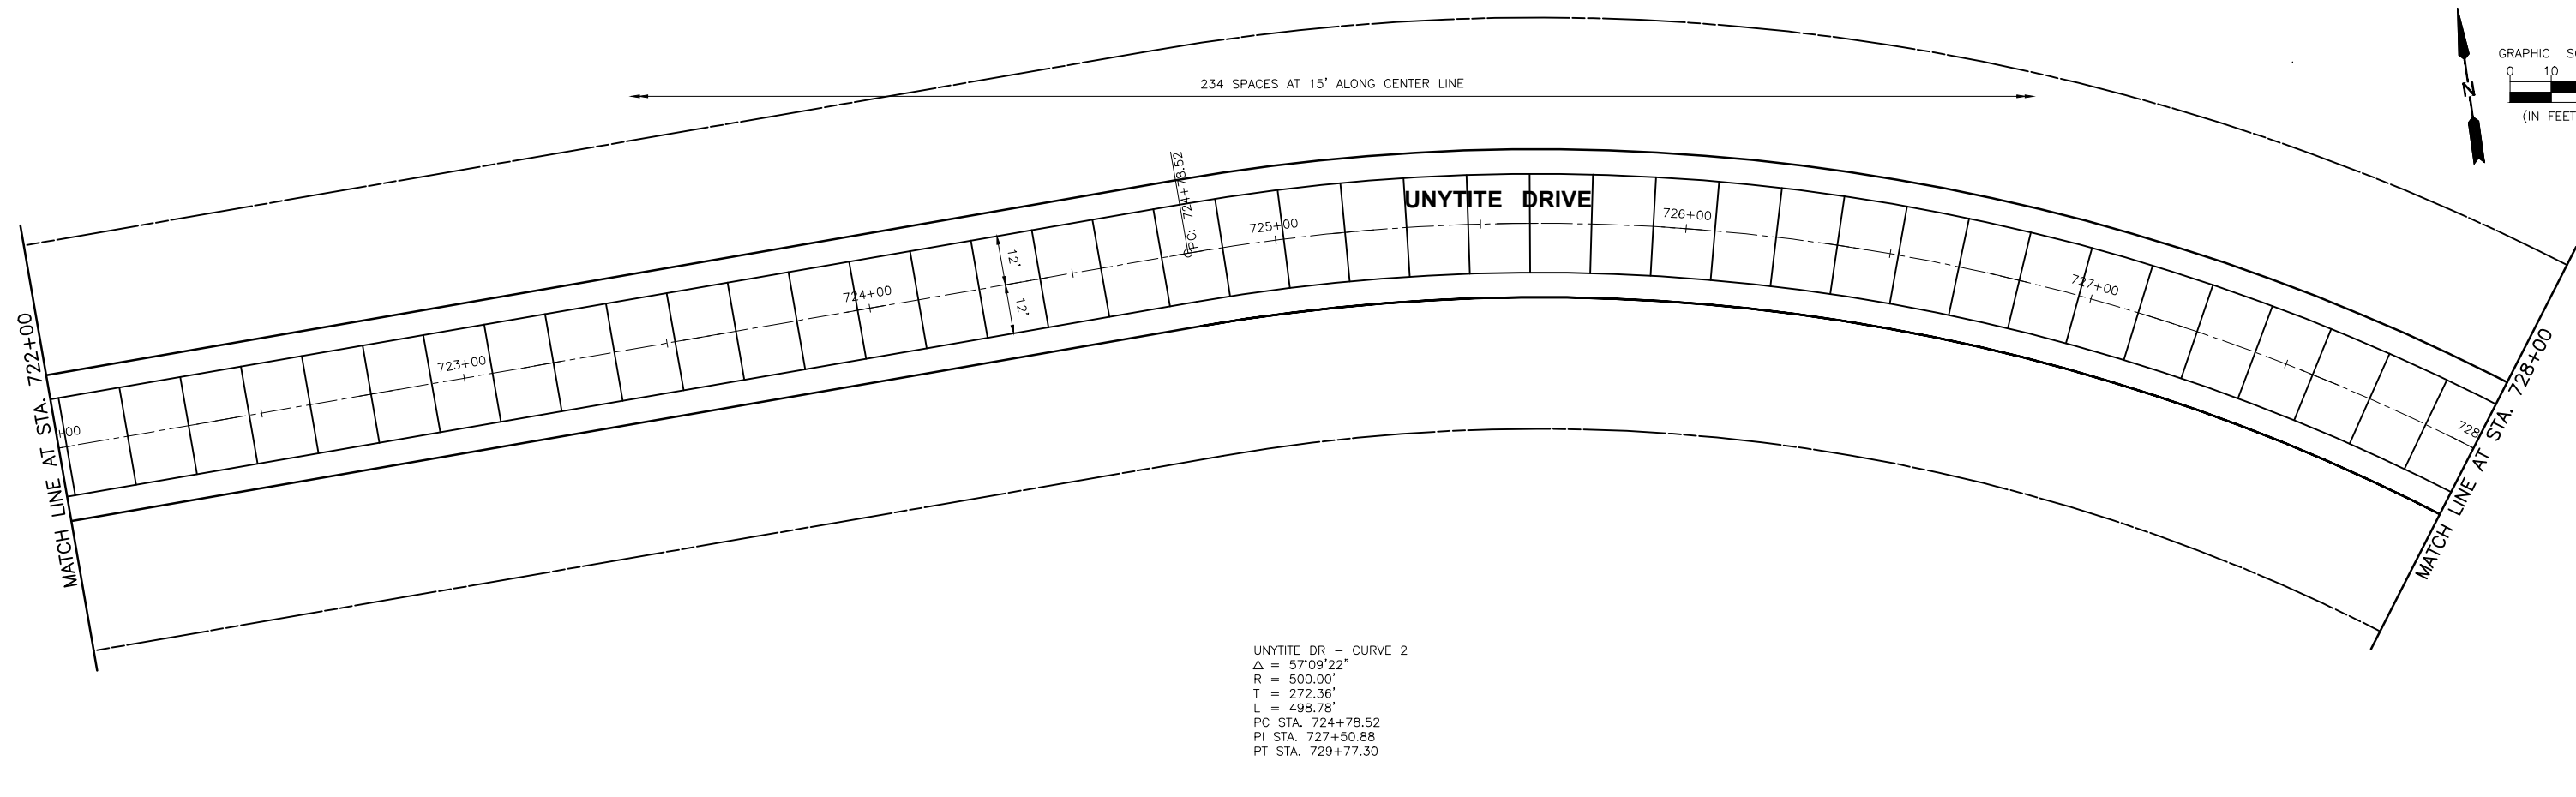 234 SPACES AT 15' ALONG CENTER LINE
N
GRAPHIC
0 10
(IN FEET
PC: 724+78.52
UNYTITE DRIVE
+00
723+00
724+00
725+00
726+00
727+00
728
12'
12'
MATCH LINE AT STA. 722+00
MATCH LINE AT STA. 728+00
UNYTITE DR – CURVE 2
△ = 57°09'22"
R = 500.00'
T = 272.36'
L = 498.78'
PC STA. 724+78.52
PI STA. 727+50.88
PT STA. 729+77.30